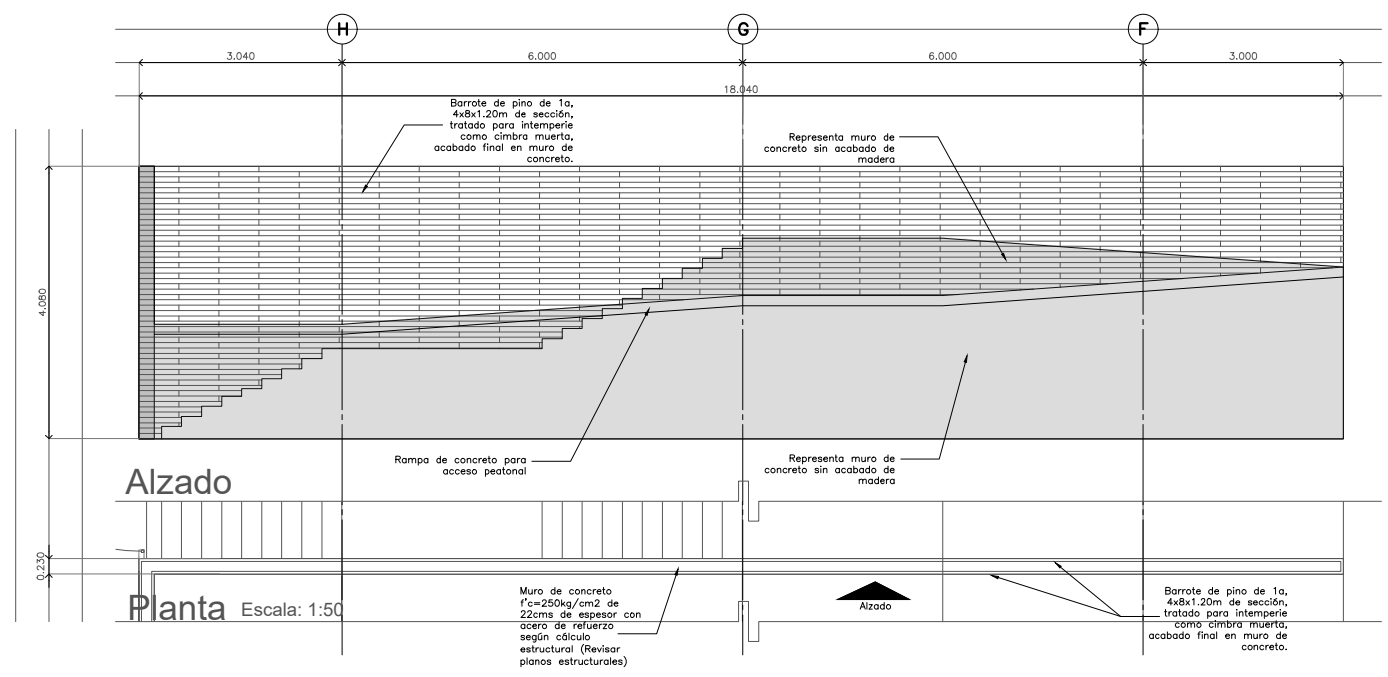 H
G
F
3.040
6.000
6.000
3.000
18.040
Barrote de pino de 1a,
4x8x1.20m de sección,
tratado para intemperie
como cimbra muerta,
acabado final en muro de
concreto.
Representa muro de
concreto sin acabado de
madera
4.080
Rampa de concreto para
acceso peatonal
Representa muro de
concreto sin acabado de
madera
Alzado
0.230
Planta Escala: 1:50
Muro de concreto
f'c=250kg/cm2 de
22cms de espesor con
acero de refuerzo
según cálculo
estructural (Revisar
planos estructurales)
Alzado
Barrote de pino de 1a,
4x8x1.20m de sección,
tratado para intemperie
como cimbra muerta,
acabado final en muro de
concreto.